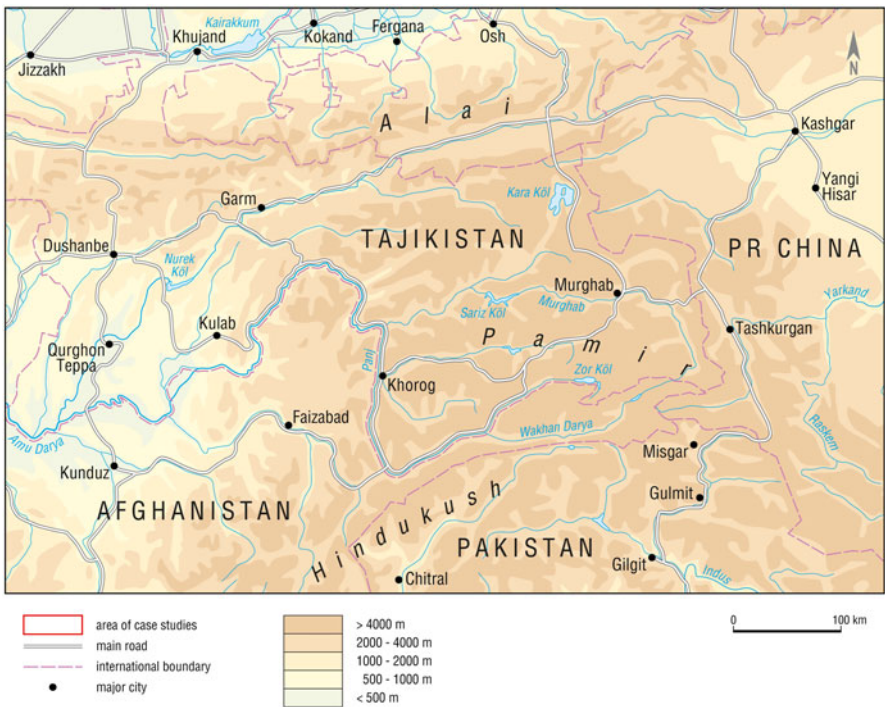 Kairakkum
Khujand
Kokand
Fergana
Osh
Jizzakh
N
Alai
Kashgar
Yangi
Hisar
Garm
Kara Köl
TAJIKISTAN
PR CHINA
Dushanbe
Nurek
Köl
Murghab
Murghab
Sariz Köl
Yarkand
Kulab
Pamir
Tashkurgan
Qurghon
Teppa
Panj
Khorog
Zor Köl
Faizabad
Wakhan Darya
Raskem
Amu Darya
Misgar
Kunduz
Gulmit
AFGHANISTAN
Hindukush
PAKISTAN
Gilgit
Indus
Chitral
area of case studies
main road
international boundary
major city
> 4000 m
2000 - 4000 m
1000 - 2000 m
500 - 1000 m
< 500 m
0 100 km